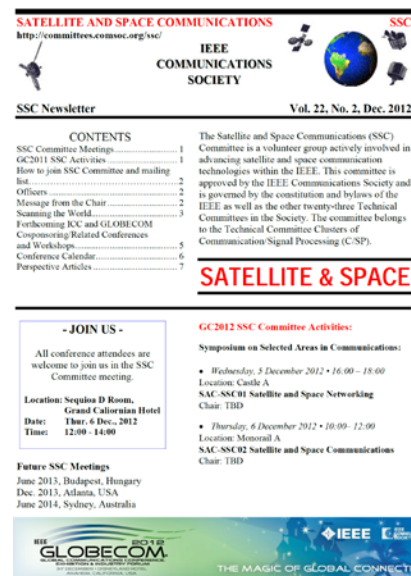 SATELLITE AND SPACE COMMUNICATIONS
SSC
http://committees.comsoc.org/ssc/
IEEE
COMMUNICATIONS
SOCIETY
SSC Newsletter
Vol. 22, No. 2, Dec. 2012
CONTENTS
SSC Committee Meetings 1
GC2011 SSC Activities 1
How to join SSC Committee and mailing
list 2
Officers 2
Message from the Chair 2
Scanning the World 3
Forthcoming ICC and GLOBECOM
Cosponsoring/Related Conferences
and Workshops 5
Conference Calendar 6
Perspective Articles 7
The Satellite and Space Communications (SSC)
Committee is a volunteer group actively involved in
advancing satellite and space communication
technologies within the IEEE. This committee is
approved by the IEEE Communications Society and
is governed by the constitution and bylaws of the
IEEE as well as the other twenty-three Technical
Committees in the Society. The committee belongs
to the Technical Committee Clusters of
Communication/Signal Processing (C/SP).
SATELLITE & SPACE
- JOIN US -
All conference attendees are
welcome to join us in the SSC
Committee meeting.
Location: Sequioa D Room,
Grand Caliornian Hotel
Date: Thur. 6 Dec., 2012
Time: 12:00 - 14:00
Future SSC Meetings
June 2013, Budapest, Hungary
Dec. 2013, Atlanta, USA
June 2014, Sydney, Australia
GC2012 SSC Committee Activities:
Symposium on Selected Areas in Communications:
• Wednesday, 5 December 2012 • 16:00 – 18:00
Location: Castle A
SAC-SSC01 Satellite and Space Networking
Chair: TBD
• Thursday, 6 December 2012 • 10:00- 12:00
Location: Monorail A
SAC-SSC02 Satellite and Space Communications
Chair: TBD
IEEE 2012
GLOBECOM
IEEE
THE MAGIC OF GLOBAL CONNECT